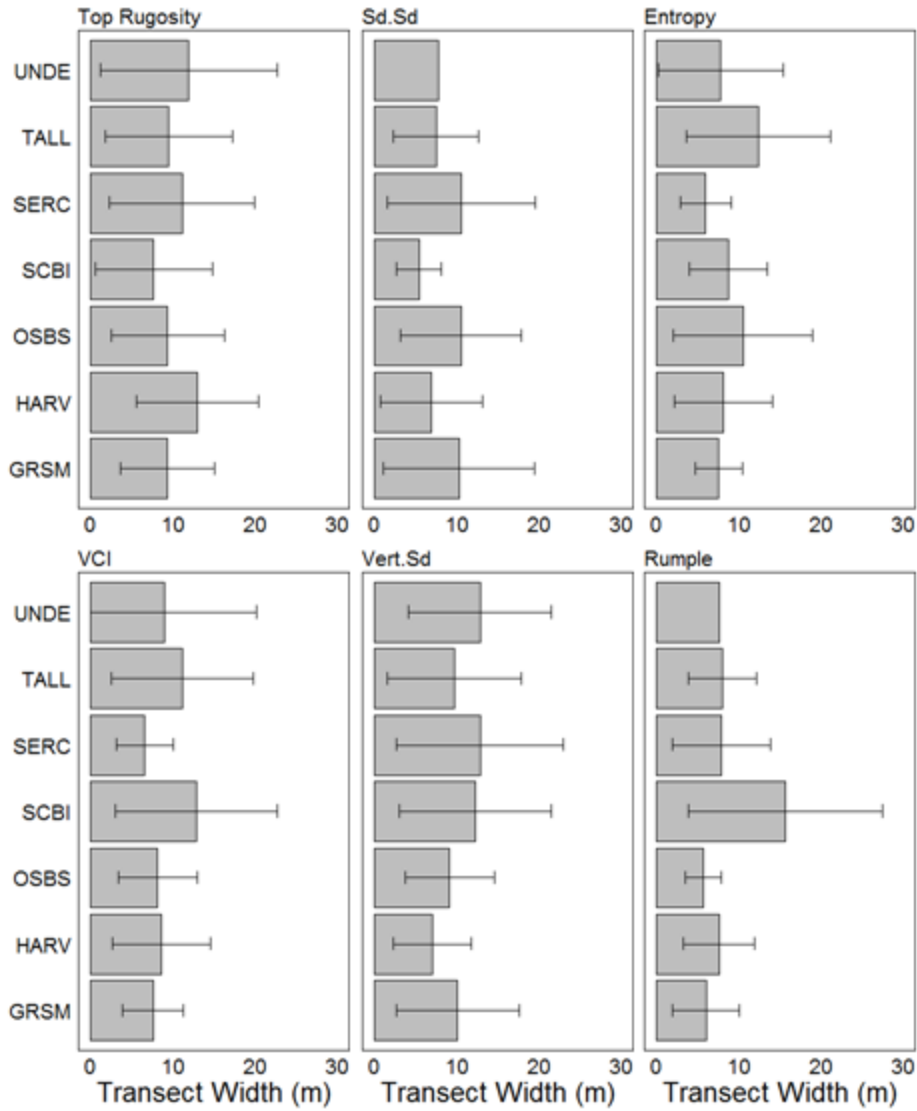 Top Rugosity Sd.Sd Entropy
UNDE
TALL
SERC
SCBI
OSBS
HARV
GRSM
0 10 20 30 0 10 20 30 0 10 20 30
VCI Vert.Sd Rumple
UNDE
TALL
SERC
SCBI
OSBS
HARV
GRSM
0 10 20 30 0 10 20 30 0 10 20 30
Transect Width (m) Transect Width (m) Transect Width (m)